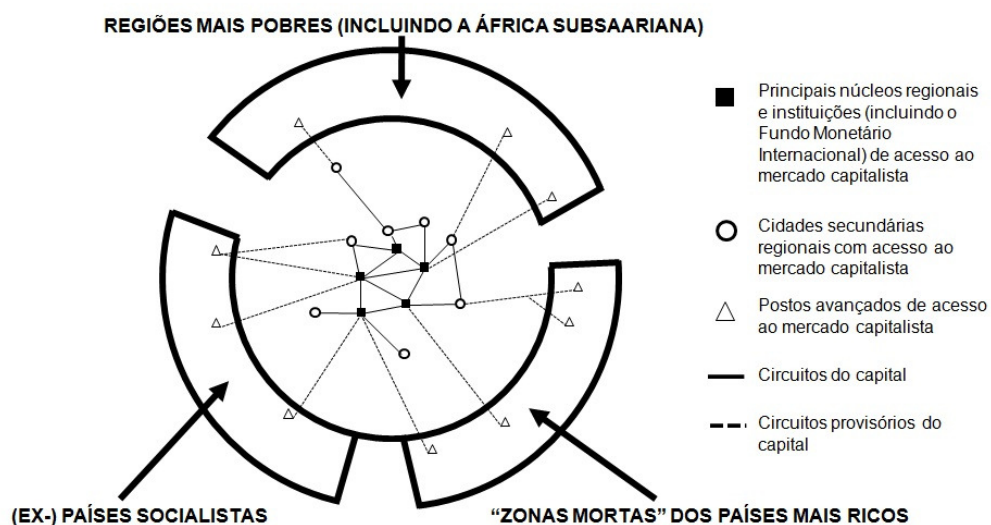 REGIÕES MAIS POBRES (INCLUINDO A ÁFRICA SUBSAARIANA)
Principais núcleos regionais
e instituições (incluindo o
Fundo Monetário
Internacional) de acesso ao
mercado capitalista
Cidades secundárias
regionais com acesso ao
mercado capitalista
Postos avançados de acesso
ao mercado capitalista
Circuitos do capital
Circuitos provisórios do
capital
(EX-) PAÍSES SOCIALISTAS
“ZONAS MORTAS” DOS PAÍSES MAIS RICOS